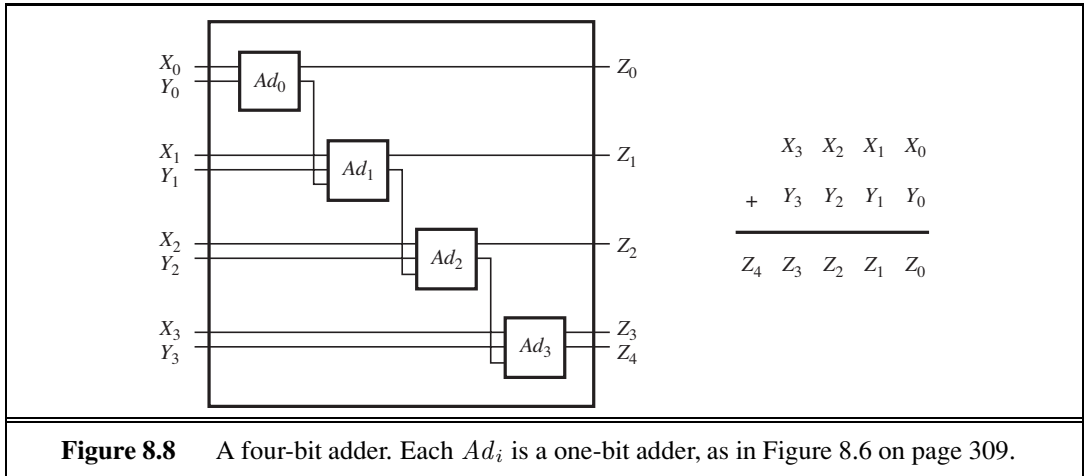 X0 Ad0 Z0
Y0
X1 Ad1 Z1
Y1
X2 Ad2 Z2
Y2
X3 Ad3 Z3
Y3 Z4
X3 X2 X1 X0
+ Y3 Y2 Y1 Y0
Z4 Z3 Z2 Z1 Z0
Figure 8.8 A four-bit adder. Each Adi is a one-bit adder, as in Figure 8.6 on page 309.